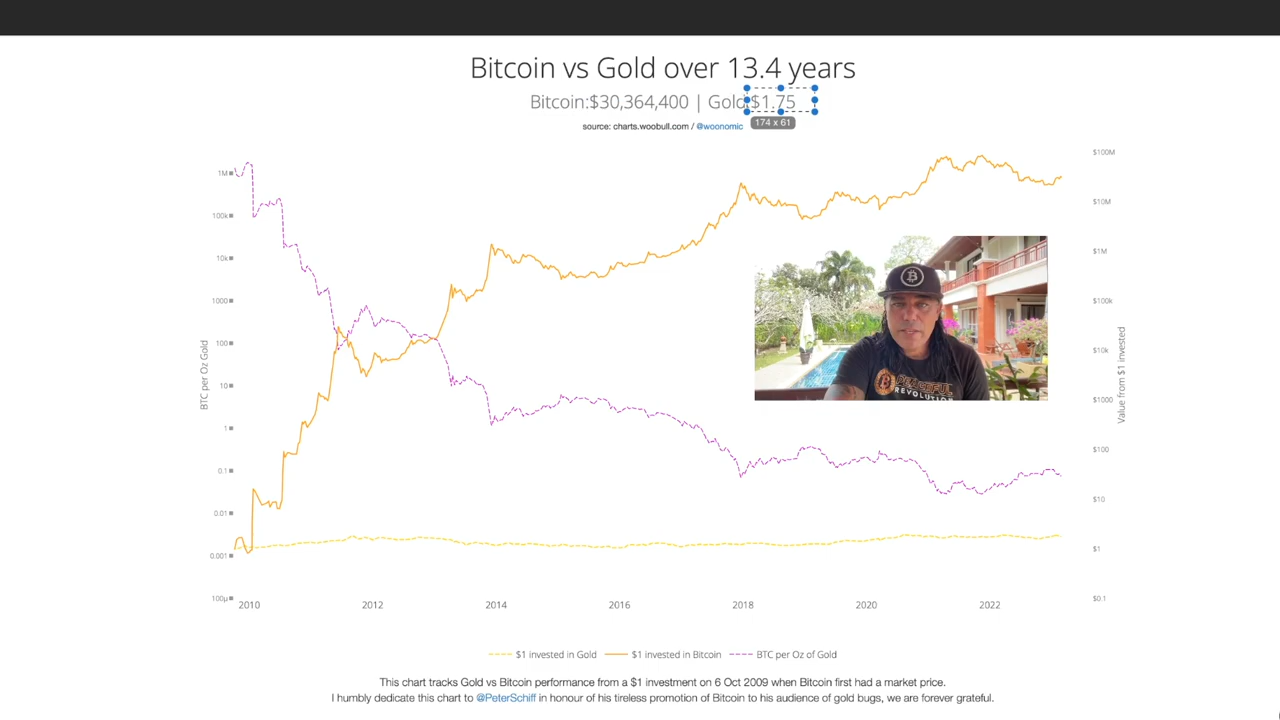 Bitcoin vs Gold over 13.4 years
Bitcoin:$30,364,400 | Gold:$1.75
174 x 61
source: charts.woobull.com / @woonomic
$100M
1M
100k
$10M
10k
$1M
1000
$100k
100
$10k
10
$1000
1
$100
0.1
$10
0.01
0.001
$1
100µ
$0.1
BTC per Oz Gold
Value from $1 invested
B
PEACEFUL
REVOLUTION
2010 2012 2014 2016 2018 2020 2022
$1 invested in Gold $1 invested in Bitcoin BTC per Oz of Gold
This chart tracks Gold vs Bitcoin performance from a $1 investment on 6 Oct 2009 when Bitcoin first had a market price.
I humbly dedicate this chart to @PeterSchiff in honour of his tireless promotion of Bitcoin to his audience of gold bugs, we are forever grateful.